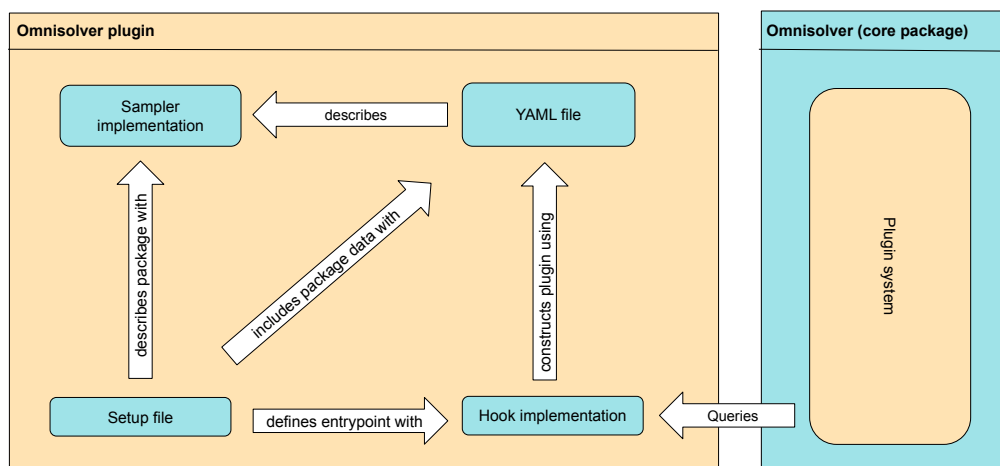 Omnisolver plugin
Omnisolver (core package)
Sampler
implementation
describes
YAML file
describes package with
includes package data with
constructs plugin using
Plugin system
Setup file
defines entrypoint with
Hook implementation
Queries